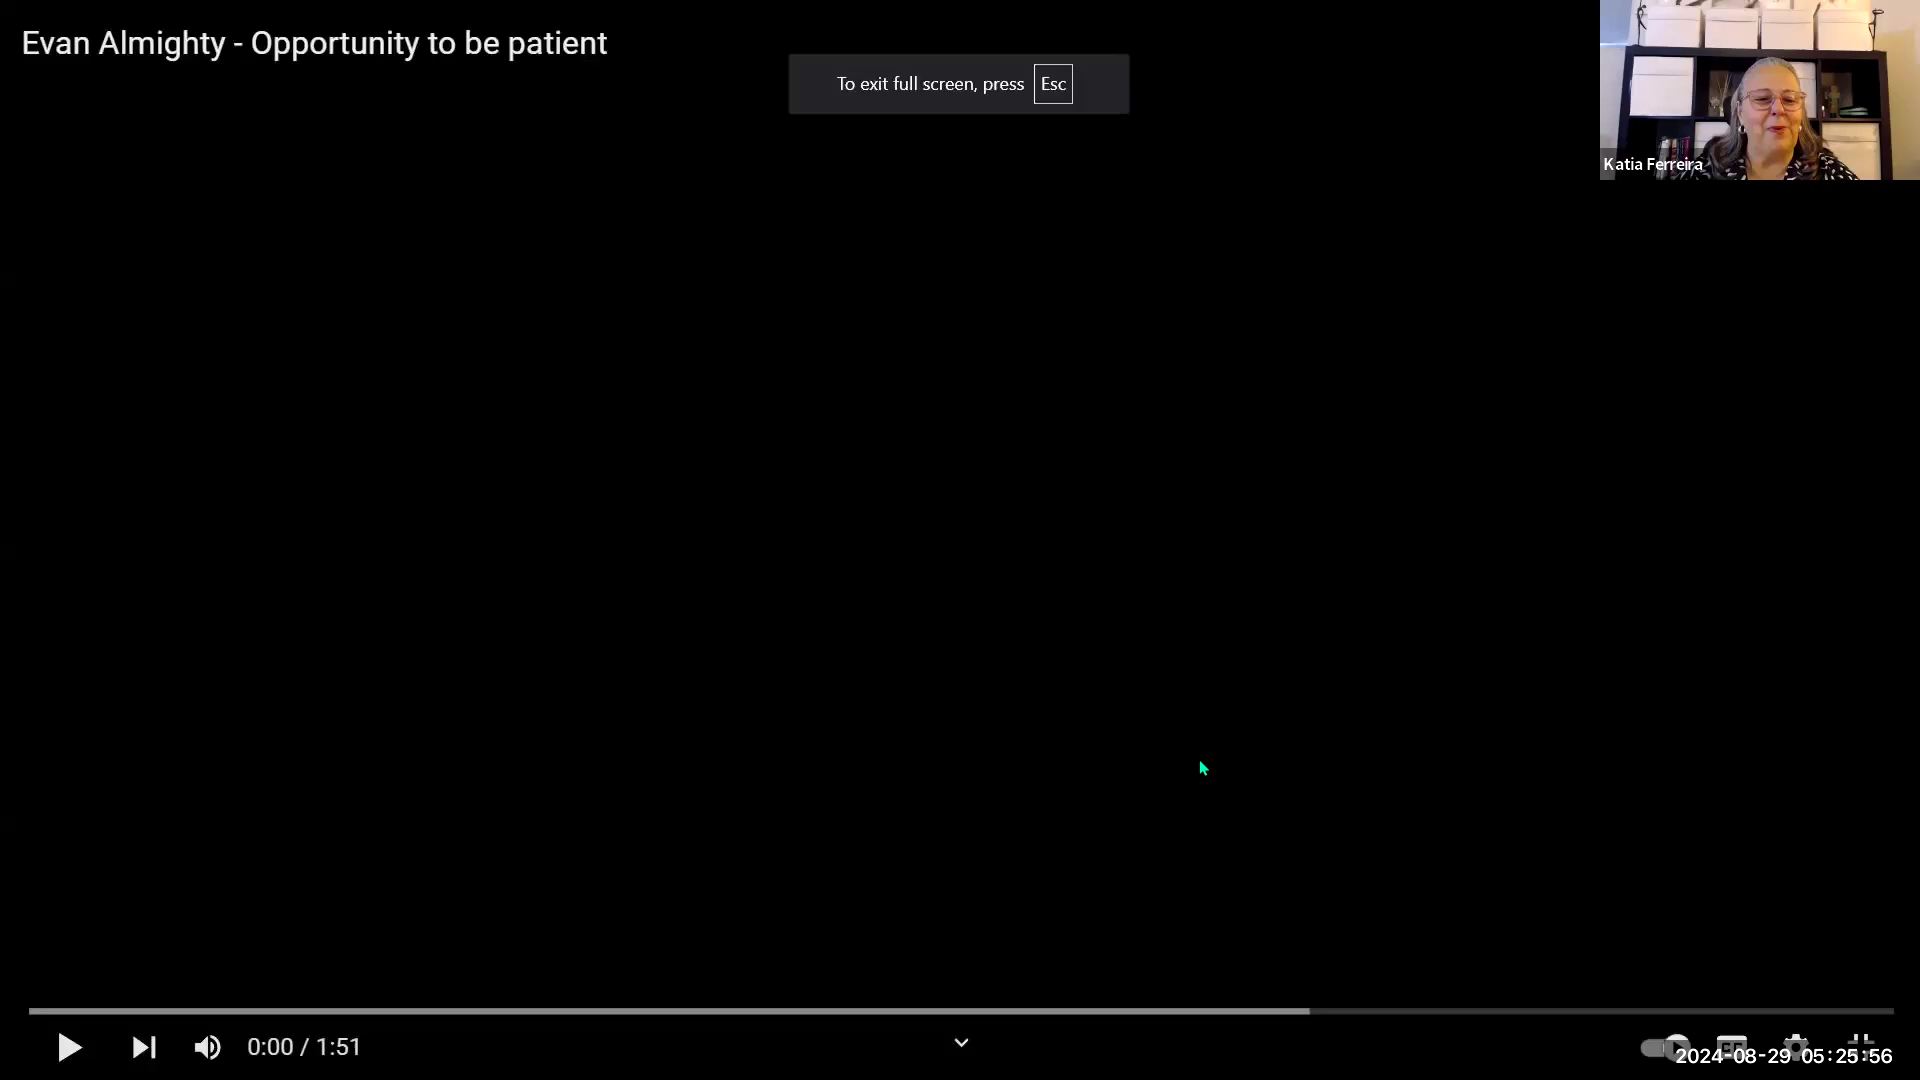 Evan Almighty - Opportunity to be patient
To exit full screen, press Esc
Katia Ferreira
0:00 / 1:51
2024-08-29 05:25:56